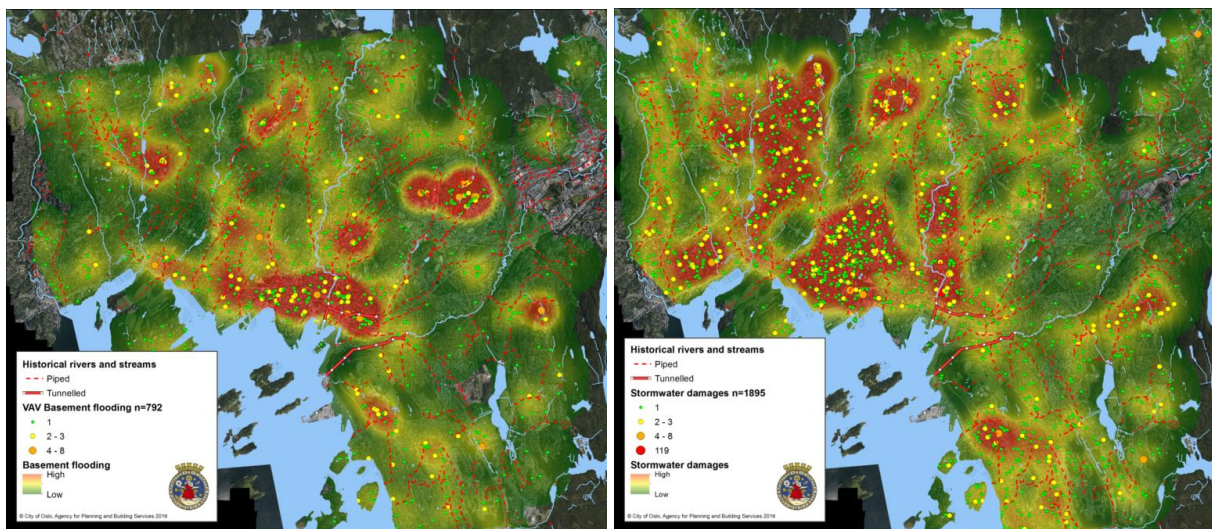 Historical rivers and streams
Piped
Tunnelled
VAV Basement flooding n=792
1
2 - 3
4 - 8
Basement flooding
High
Low
© City of Oslo, Agency for Planning and Building Services 2016
Historical rivers and streams
Piped
Tunnelled
Stormwater damages n=1895
1
2 - 3
4 - 8
119
Stormwater damages
High
Low
© City of Oslo, Agency for Planning and Building Services 2016